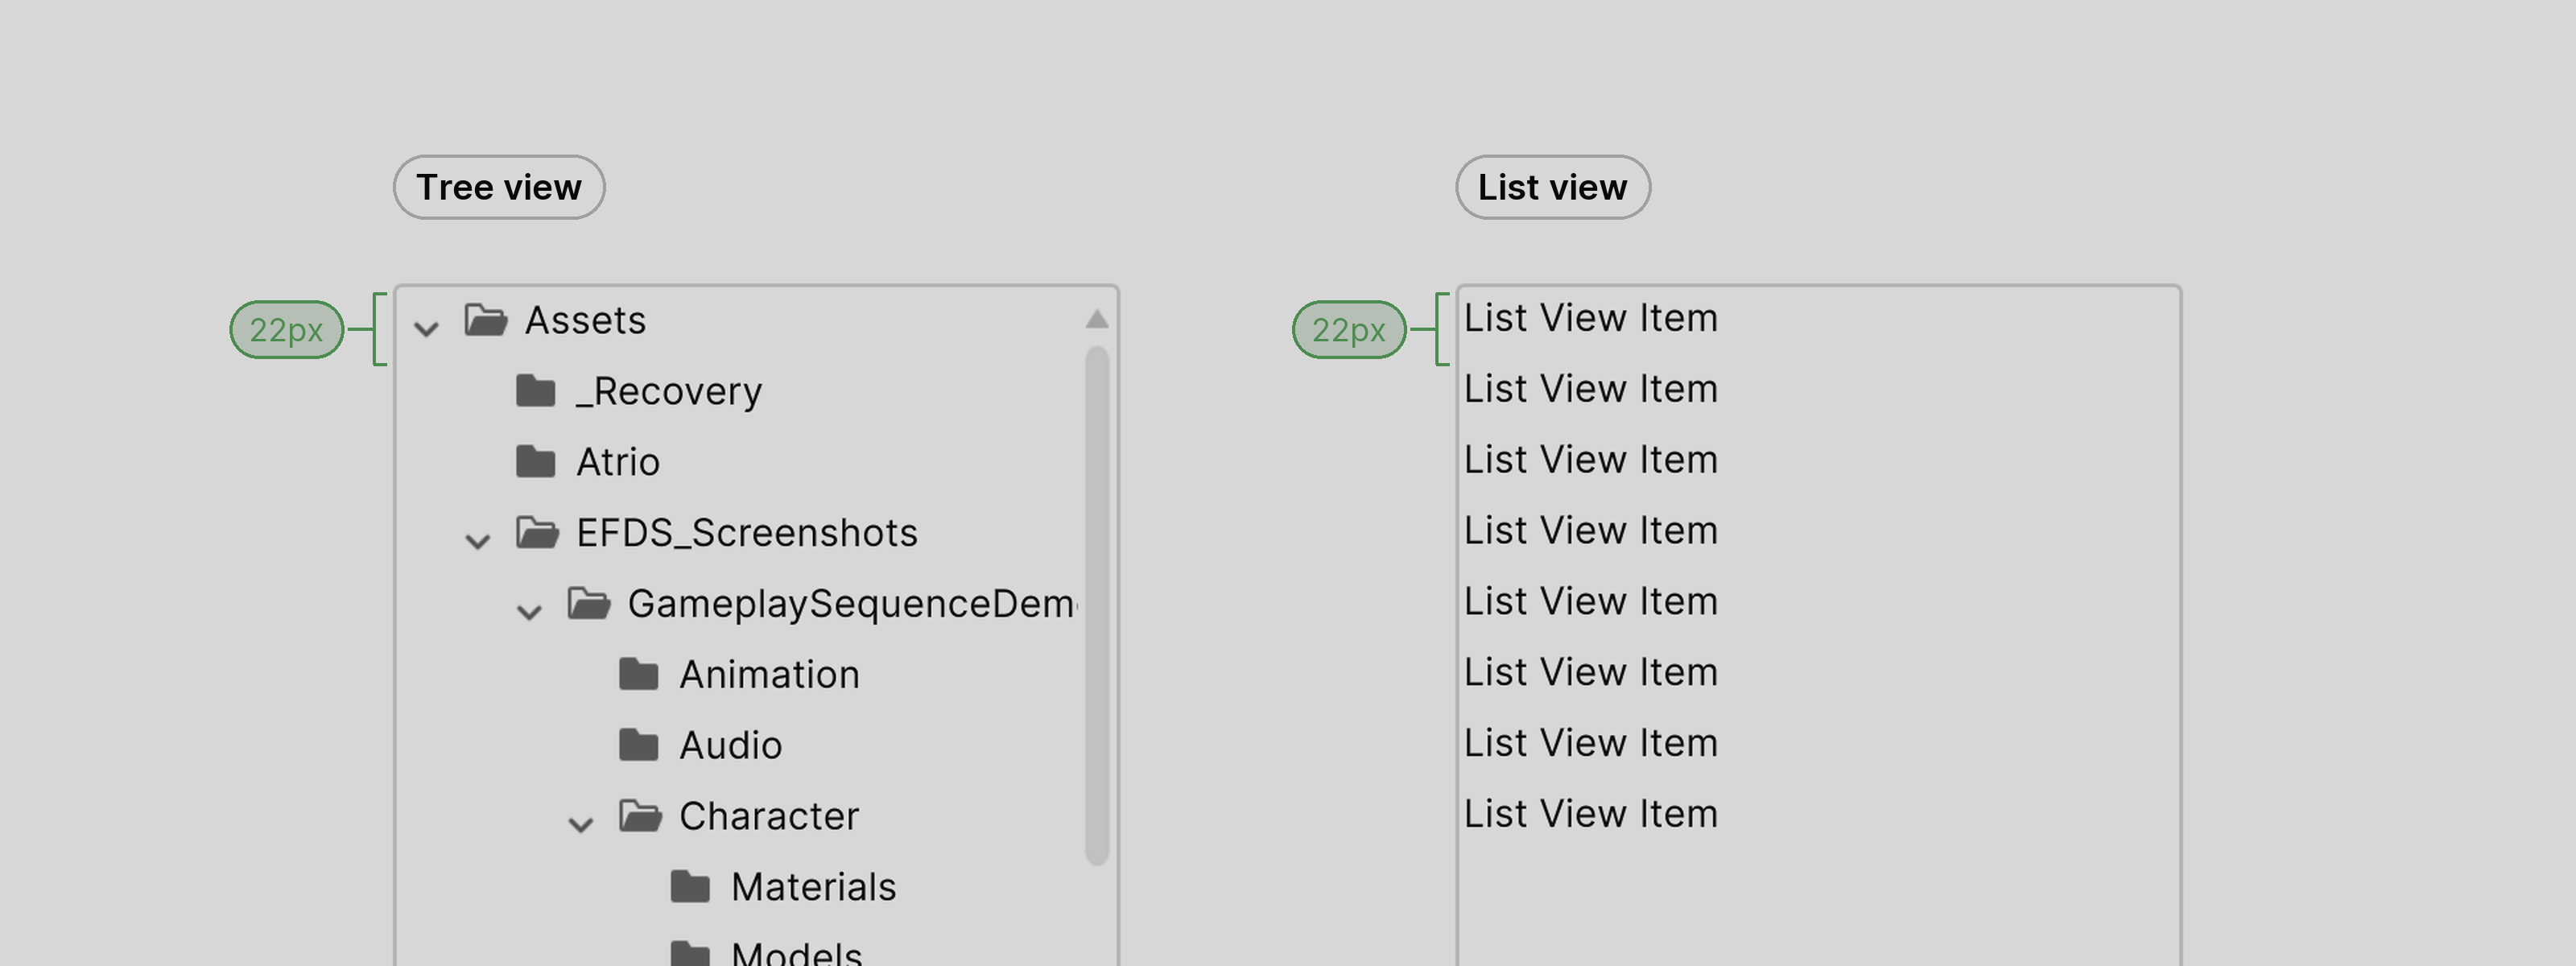 Tree view
22px
Assets
_Recovery
Atrio
EFDS_Screenshots
GameplaySequenceDem
Animation
Audio
Character
Materials
Models
List view
22px
List View Item
List View Item
List View Item
List View Item
List View Item
List View Item
List View Item
List View Item